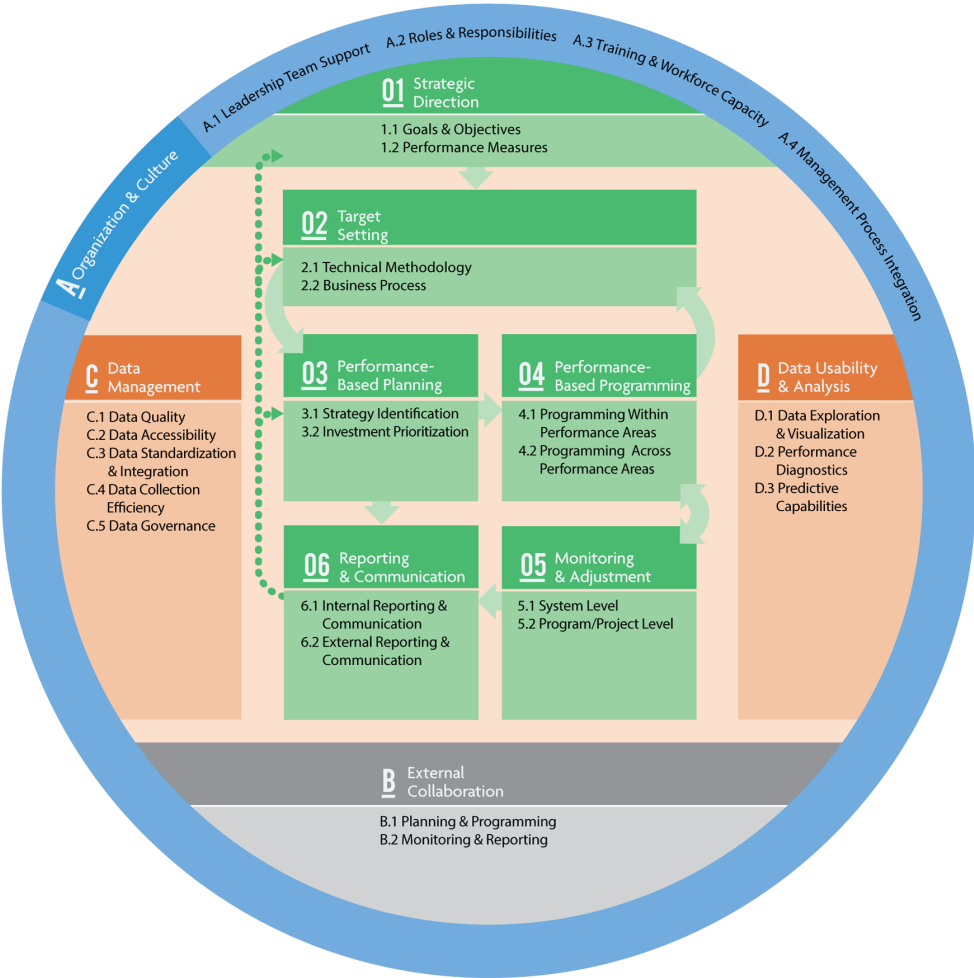 A Organization & Culture
A.1 Leadership Team Support
A.2 Roles & Responsibilities
A.3 Training & Workforce Capacity
A.4 Management Process Integration
01 Strategic
Direction
1.1 Goals & Objectives
1.2 Performance Measures
02 Target
Setting
2.1 Technical Methodology
2.2 Business Process
C Data
Management
C.1 Data Quality
C.2 Data Accessibility
C.3 Data Standardization
& Integration
C.4 Data Collection
Efficiency
C.5 Data Governance
03 Performance-
Based Planning
3.1 Strategy Identification
3.2 Investment Prioritization
04 Performance-
Based Programming
4.1 Programming Within
Performance Areas
4.2 Programming Across
Performance Areas
D Data Usability
& Analysis
D.1 Data Exploration
& Visualization
D.2 Performance
Diagnostics
D.3 Predictive
Capabilities
06 Reporting
& Communication
6.1 Internal Reporting &
Communication
6.2 External Reporting &
Communication
05 Monitoring
& Adjustment
5.1 System Level
5.2 Program/Project Level
B External
Collaboration
B.1 Planning & Programming
B.2 Monitoring & Reporting